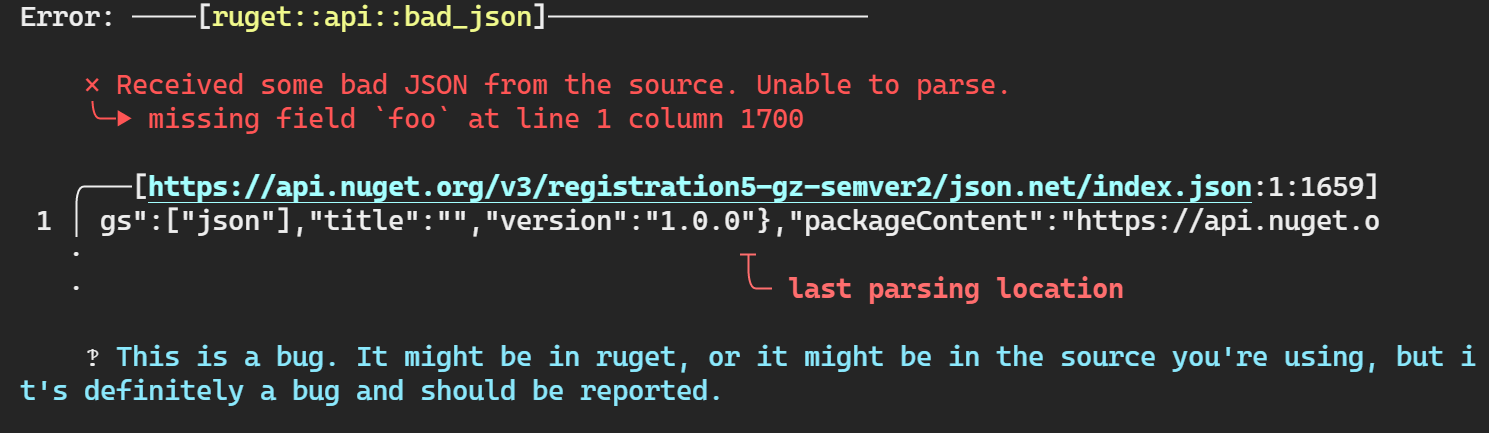 Error: ────[ruget::api::bad_json]────────────────────
× Received some bad JSON from the source. Unable to parse.
╰─▶ missing field `foo` at line 1 column 1700
╭───[https://api.nuget.org/v3/registration5-gz-semver2/json.net/index.json:1:1659]
1 │ gs":["json"],"title":"","version":"1.0.0"},"packageContent":"https://api.nuget.o
·
· ╰─ last parsing location
‽ This is a bug. It might be in ruget, or it might be in the source you're using, but i
t's definitely a bug and should be reported.